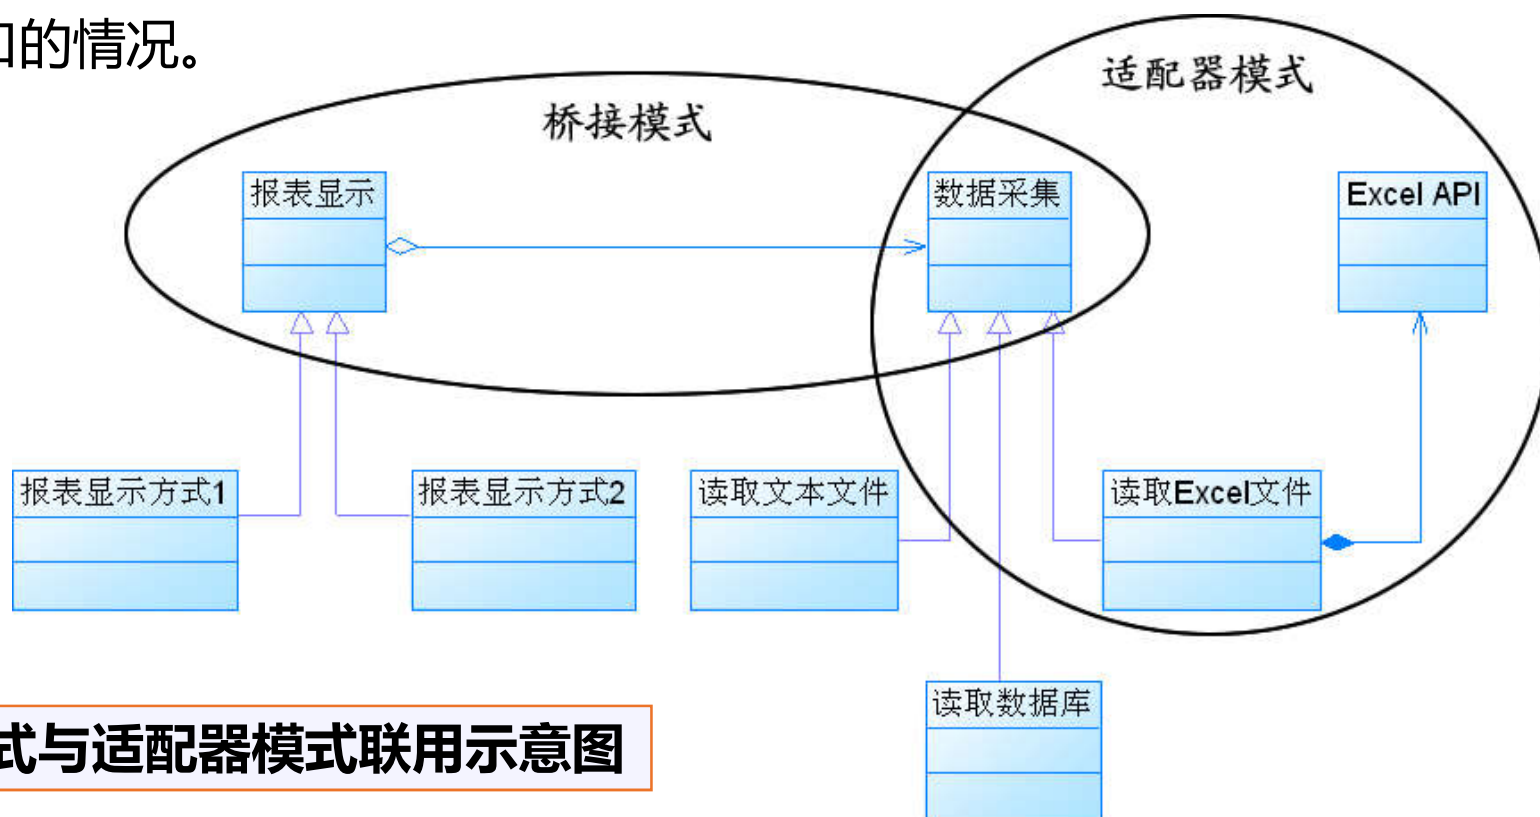 的情况。
适配器模式
桥接模式
报表显示
数据采集
Excel API
报表显示方式1
报表显示方式2
读取文本文件
读取Excel文件
读取数据库
式与适配器模式联用示意图